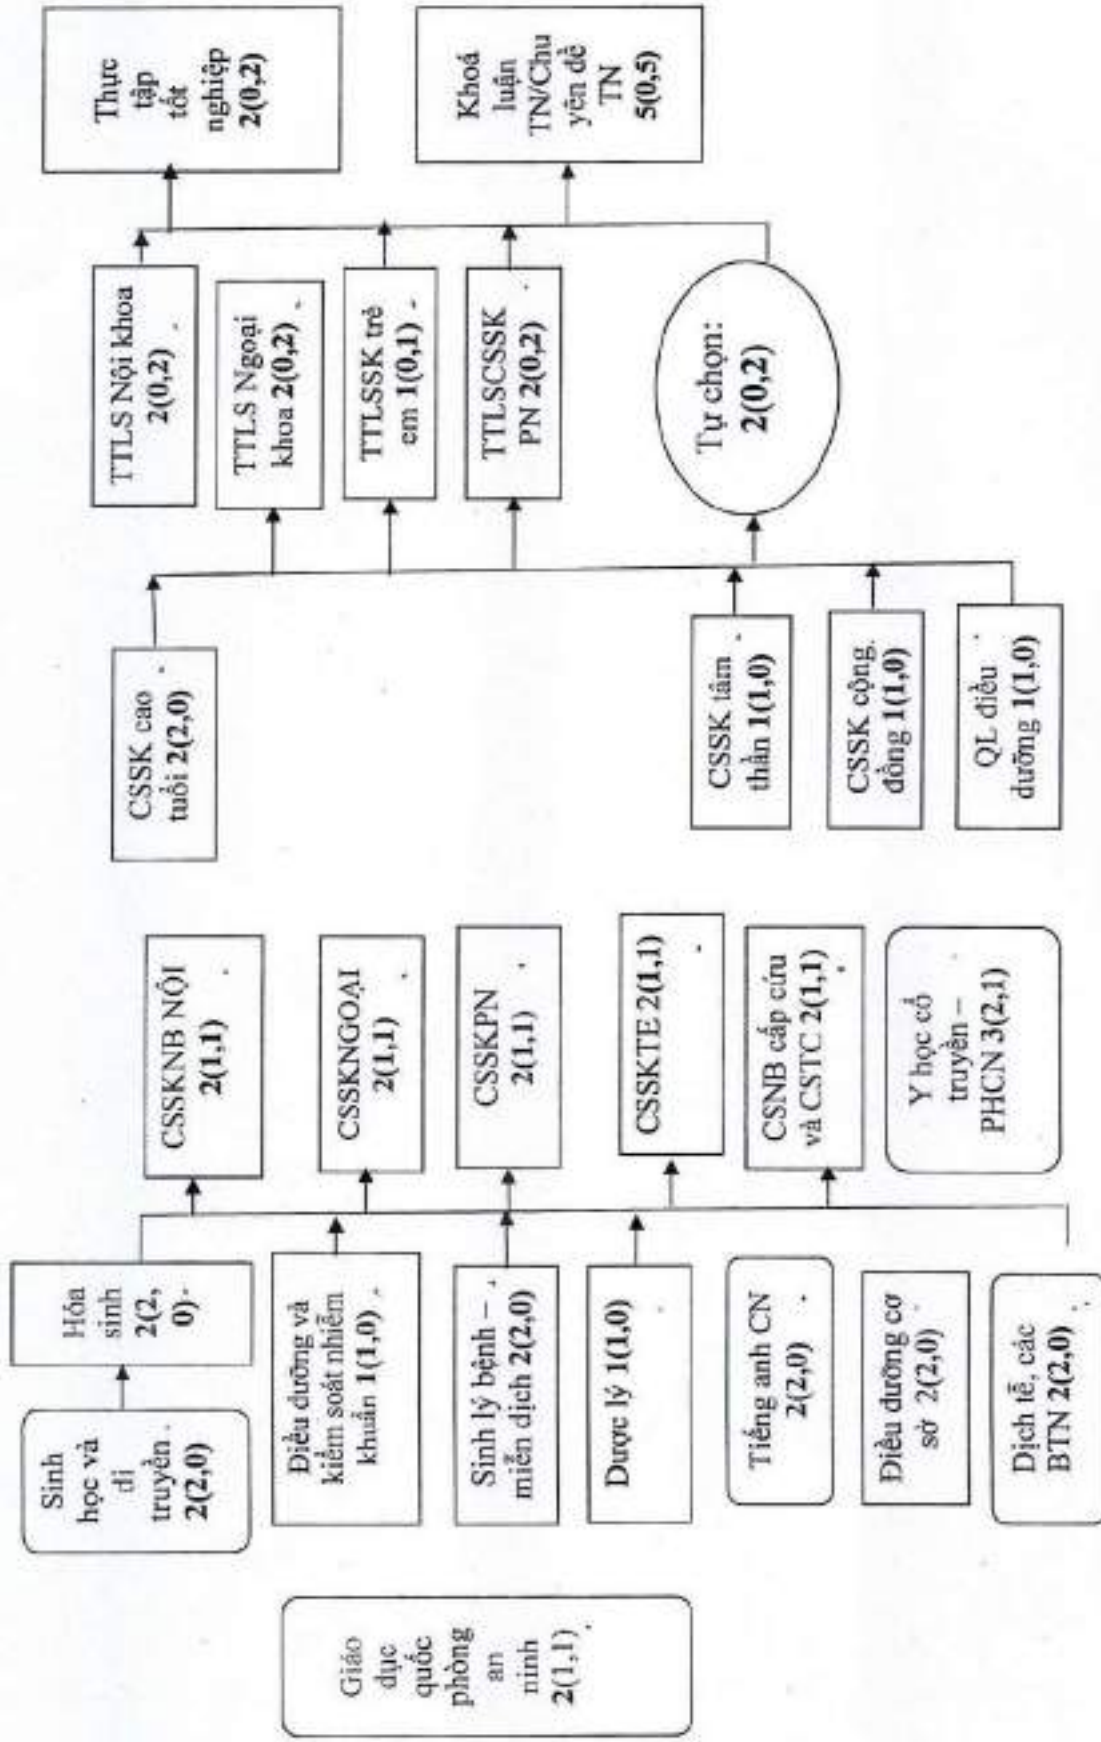 Giáo
dục
quốc
phòng
an
ninh
2(1,1)
Sinh
học và
di
truyền
2(2,0)
Hóa
sinh
2(2,
0)
Điều dưỡng và
kiểm soát nhiễm
khuẩn 1(1,0)
Sinh lý bệnh –
miễn dịch 2(2,0)
Dược lý 1(1,0)
Tiếng anh CN
2(2,0)
Điều dưỡng cơ
sở 2(2,0)
Dịch tễ, các
BTN 2(2,0)
CSSKNB NỘI
2(1,1)
CSSKNGOẠI
2(1,1)
CSSKPN
2(1,1)
CSSKTE 2(1,1)
CSNB cấp cứu
và CSTC 2(1,1)
Y học cổ
truyền –
PHCN 3(2,1)
CSSK cao
tuổi 2(2,0)
CSSK tâm
thần 1(1,0)
CSSK cộng
đồng 1(1,0)
QL điều
dưỡng 1(1,0)
TTLS Nội khoa
2(0,2)
TTLS Ngoại
khoa 2(0,2)
TTLSSK trẻ
em 1(0,1)
TTLSCSSK
PN 2(0,2)
Tự chọn:
2(0,2)
Thực
tập
tốt
nghiệp
2(0,2)
Khoá
luận
TN/Chu
yên đề
TN
5(0,5)